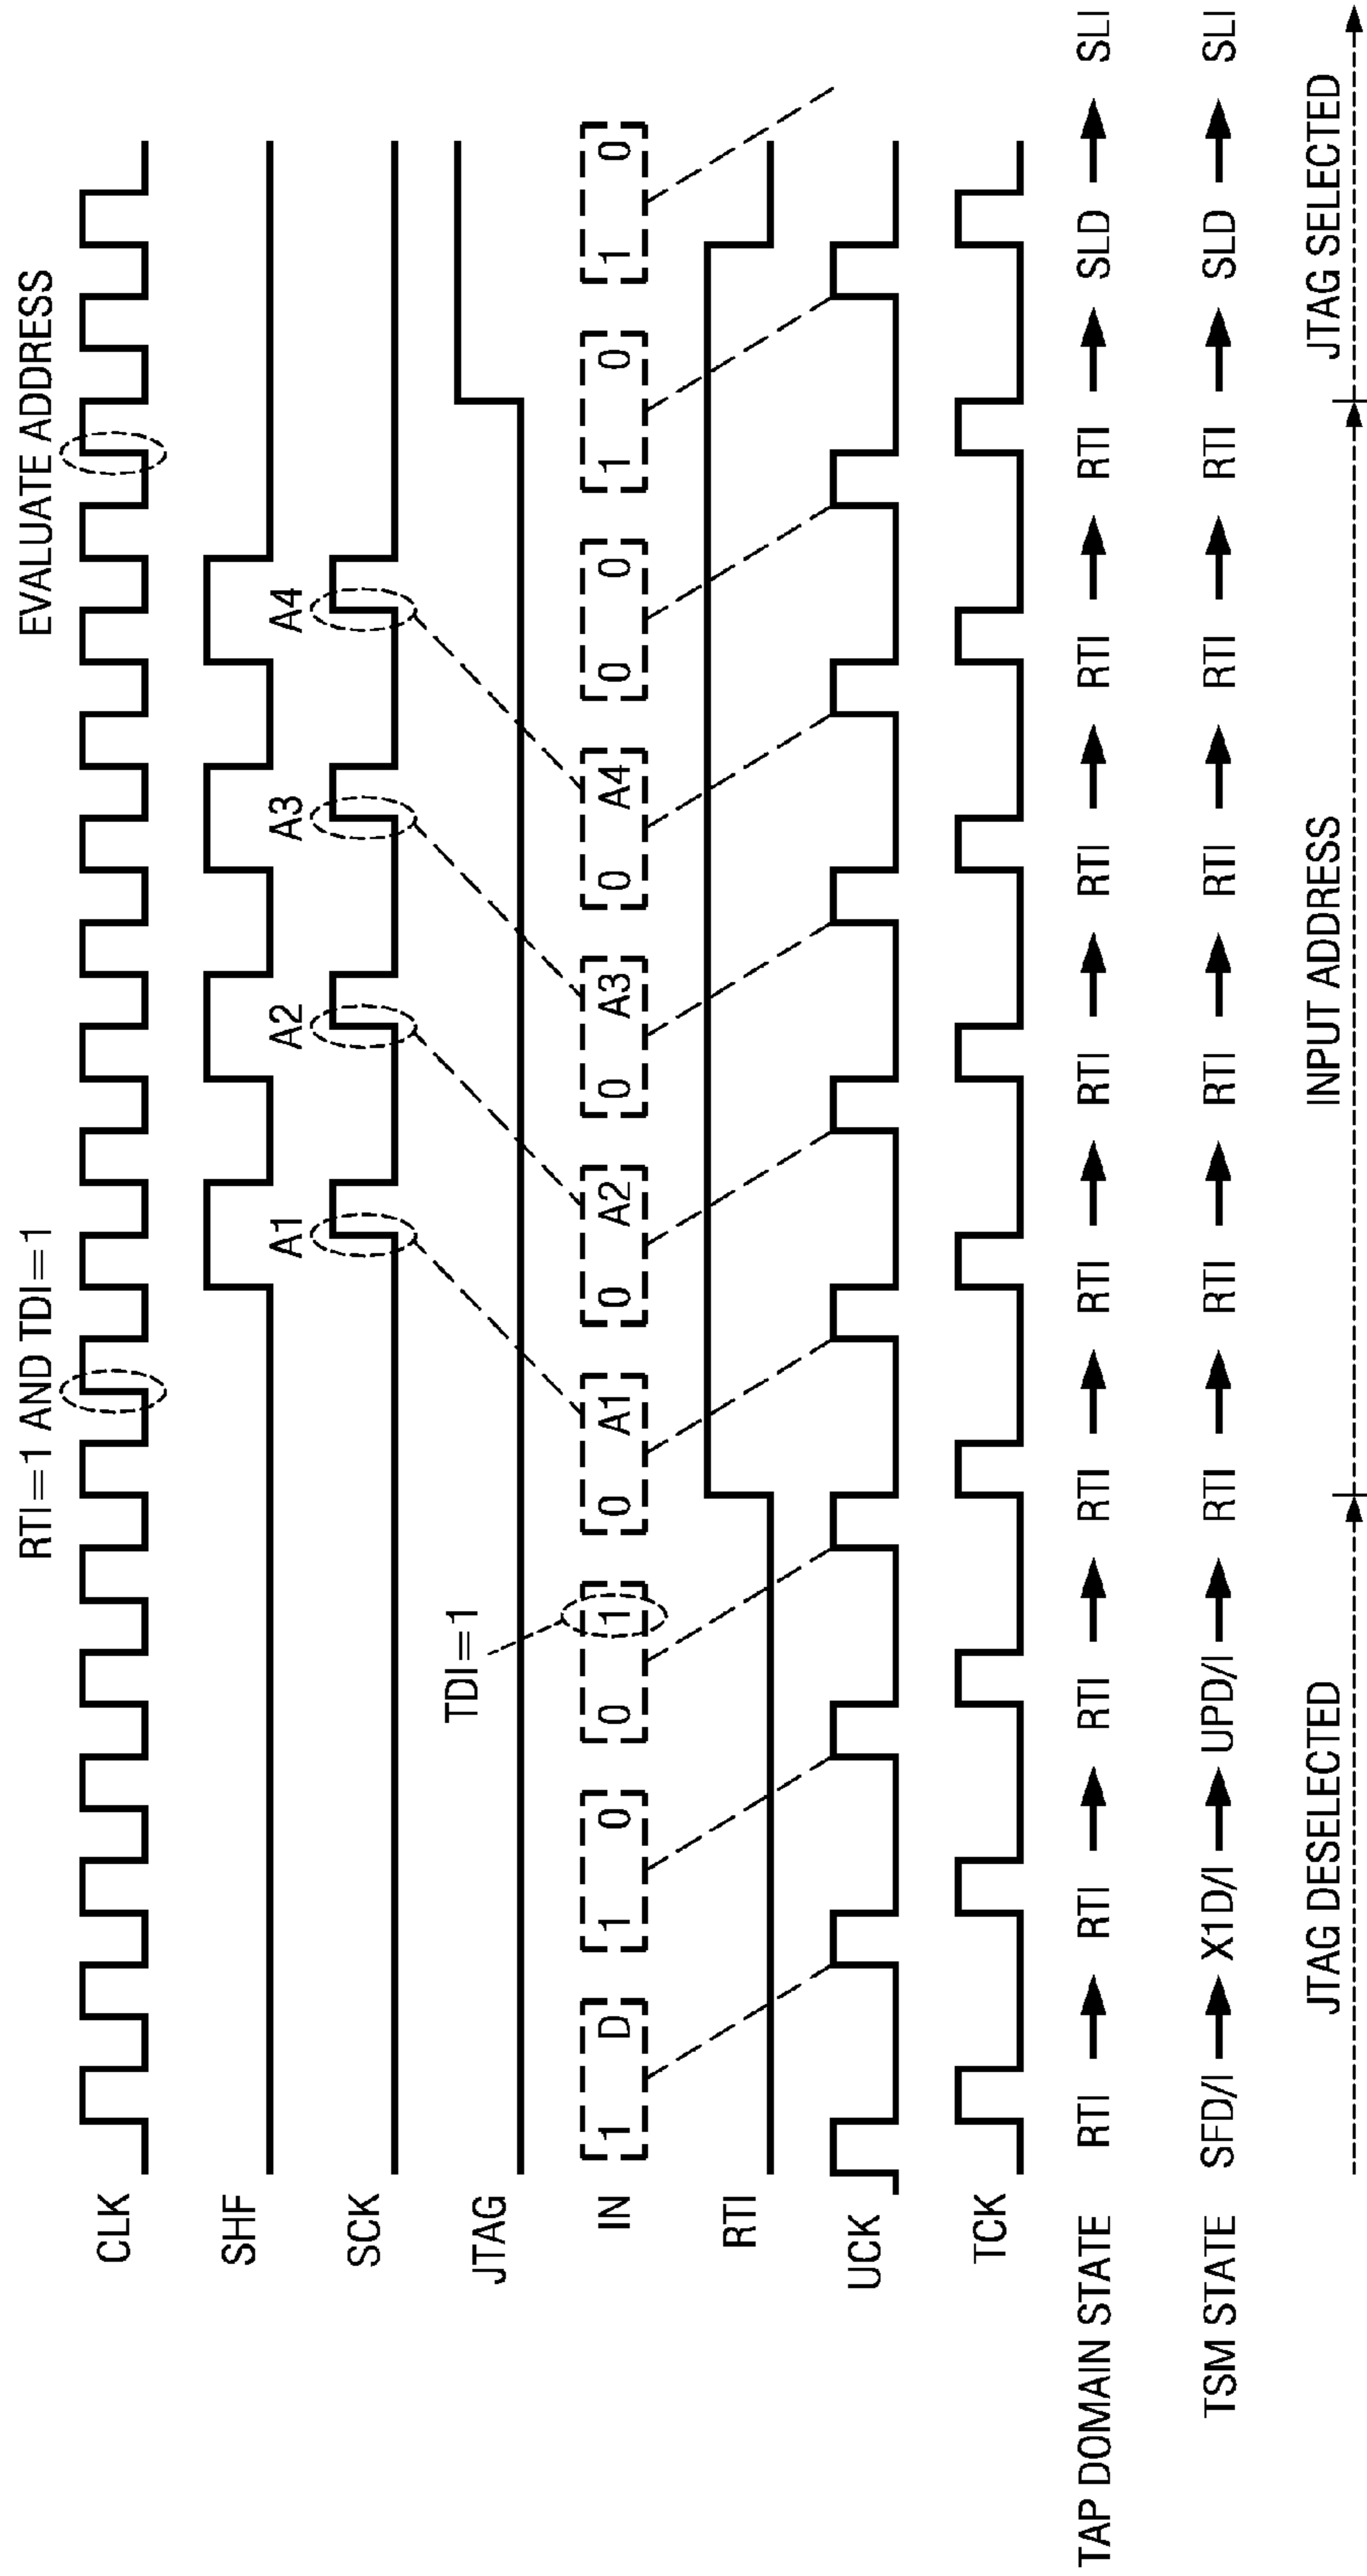 RTI=1 AND TDI=1 EVALUATE ADDRESS
CLK
SHF
A1 A2 A3 A4
SCK
JTAG
TDI=1
IN 1 D 1 0 0 1 0 A1 0 A2 0 A3 0 A4 0 0 1 0 1 0
RTI
UCK
TCK
TAP DOMAIN STATE RTI RTI RTI RTI RTI RTI RTI RTI RTI SLD SLI
TSM STATE SFD/I X1D/I UPD/I RTI RTI RTI RTI RTI RTI SLD SLI
JTAG DESELECTED INPUT ADDRESS JTAG SELECTED